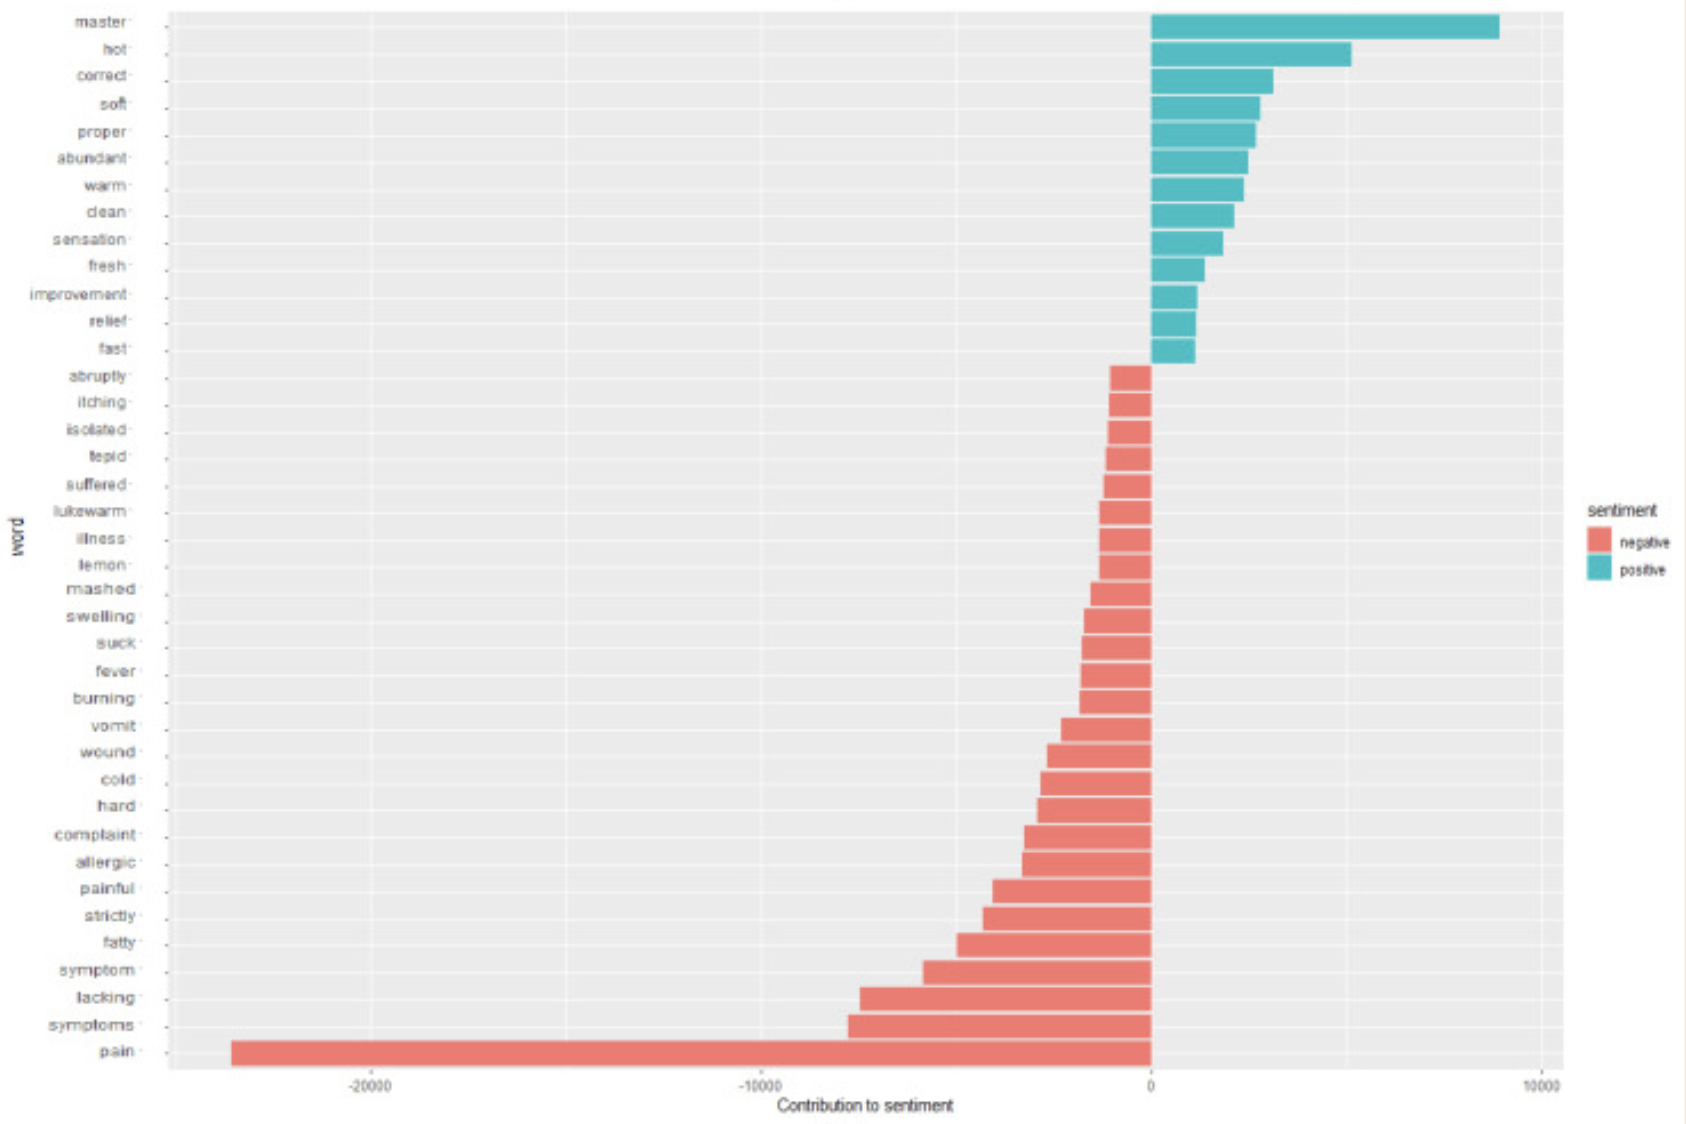 master
hot
correct
soft
proper
abundant
warm
clean
sensation
fresh
improvement
relief
fast
abruptly
itching
isolated
tepid
suffered
lukewarm
illness
lemon
mashed
swelling
suck
fever
burning
vomit
wound
cold
hard
complaint
allergic
painful
strictly
fatty
symptom
lacking
symptoms
pain
word
-20000 -10000 0 10000
Contribution to sentiment
sentiment
negative
positive